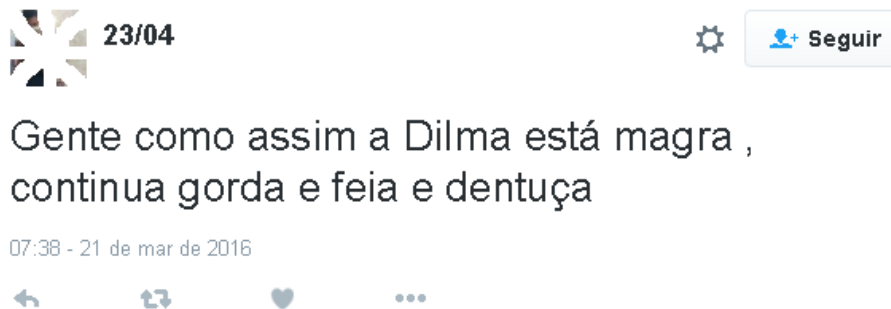 23/04
Seguir
Gente como assim a Dilma está magra ,
continua gorda e feia e dentuça
07:38 - 21 de mar de 2016